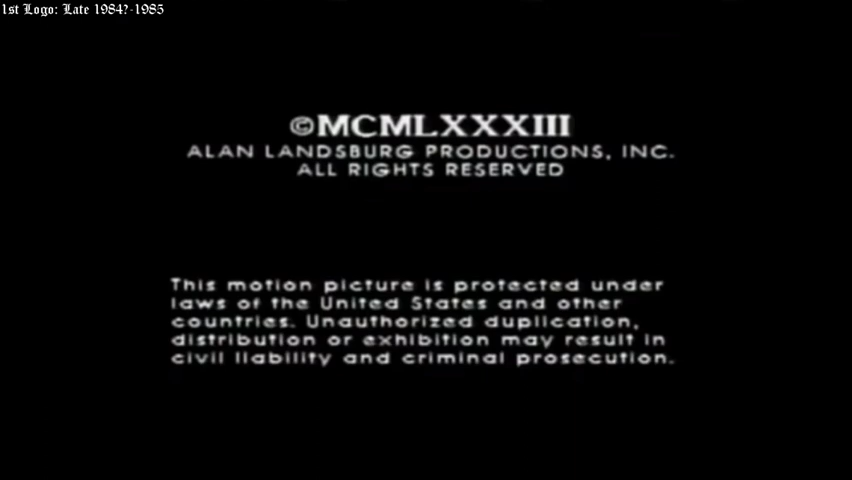 1st Logo: Late 1984?-1985
©MCMLXXXIII
ALAN LANDSBURG PRODUCTIONS, INC.
ALL RIGHTS RESERVED
This motion picture is protected under
laws of the United States and other
countries. Unauthorized duplication,
distribution or exhibition may result in
civil liability and criminal prosecution.